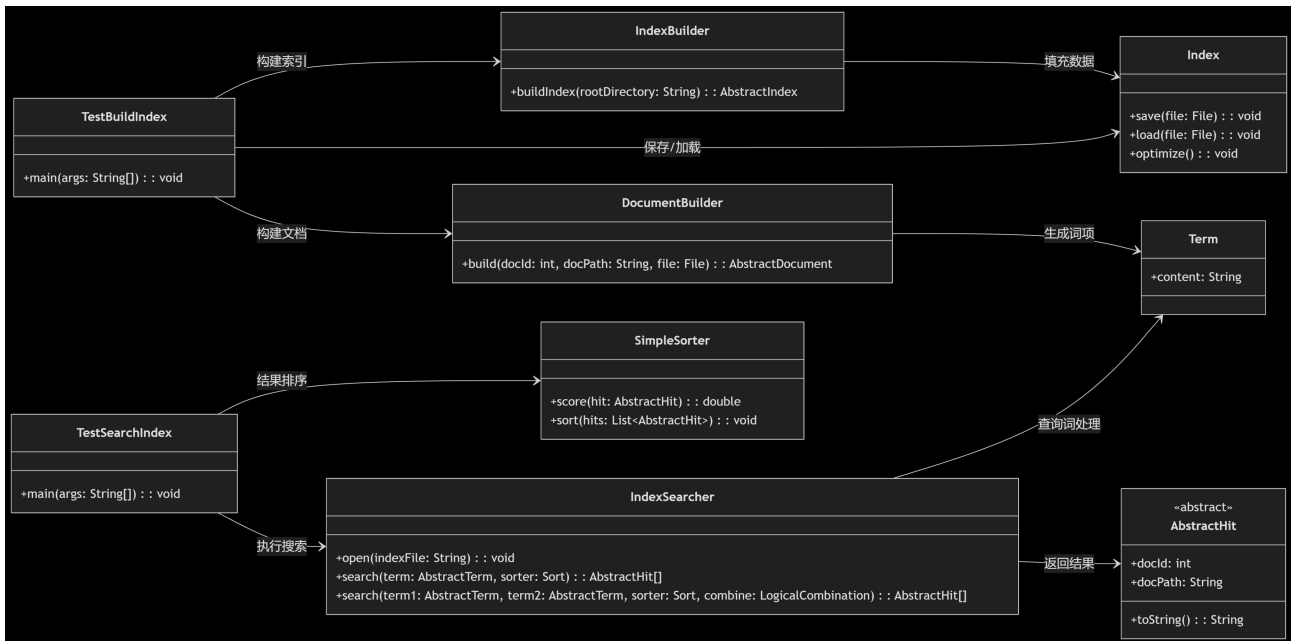 IndexBuilder
+buildIndex(rootDirectory: String) : : AbstractIndex
构建索引
填充数据
Index
+save(file: File) : : void
+load(file: File) : : void
+optimize() : : void
TestBuildIndex
+main(args: String[]) : : void
保存/加载
构建文档
DocumentBuilder
+build(docId: int, docPath: String, file: File) : : AbstractDocument
生成词项
Term
+content: String
SimpleSorter
+score(hit: AbstractHit) : : double
+sort(hits: List<AbstractHit>) : : void
结果排序
TestSearchIndex
+main(args: String[]) : : void
执行搜索
查询词处理
IndexSearcher
+open(indexFile: String) : : void
+search(term: AbstractTerm, sorter: Sort) : : AbstractHit[]
+search(term1: AbstractTerm, term2: AbstractTerm, sorter: Sort, combine: LogicalCombination) : : AbstractHit[]
返回结果
«abstract»
AbstractHit
+docId: int
+docPath: String
+toString() : : String